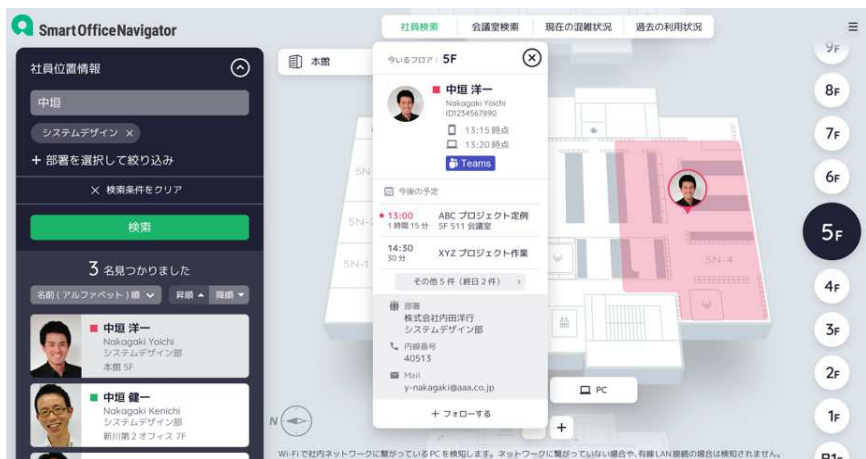 SmartOfficeNavigator
社員検索 会議室検索 現在の混雑状況 過去の利用状況
社員位置情報
中垣
システムデザイン ×
+ 部署を選択して絞り込み
× 検索条件をクリア
検索
3 名見つかりました
名前(アルファベット)順 昇順 降順
中垣 洋一
Nakagaki Yoichi
システムデザイン部
本館 5F
中垣 健一
Nakagaki Kenichi
システムデザイン部
新川第2オフィス 7F
本館
今いるフロア: 5F
中垣 洋一
Nakagaki Yoichi
ID1234567890
13:15 時点
13:20 時点
Teams
今後の予定
13:00 ABC プロジェクト定例
1時間15分 5F 511 会議室
14:30 XYZ プロジェクト作業
30分
その他5件(終日2件) ›
部署
株式会社内田洋行
システムデザイン部
内線番号
40513
Mail
y-nakagaki@aaa.co.jp
+ フォローする
5N-2
5N-1
5N-4
PC
N
+
9F
8F
7F
6F
5F
4F
3F
2F
1F
B1F
Wi-Fiで社内ネットワークに繋がっているPCを検知します。ネットワークに繋がっていない場合や、有線LAN接続の場合は検知されません。